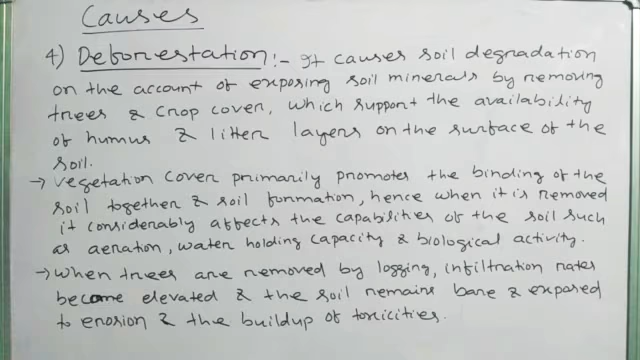 Causes
4) Deforestation :- It causes soil degradation
on the account of exposing soil minerals by removing
trees & crop cover, which support the availability
of humus & litter layers on the surface of the
soil.
→ Vegetation cover primarily promotes the binding of the
soil together & soil formation, hence when it is removed
it considerably affects the capabilities of the soil such
as aeration, water holding capacity & biological activity.
→ When trees are removed by logging, infiltration rates
become elevated & the soil remains bare & exposed
to erosion & the buildup of toxicities.